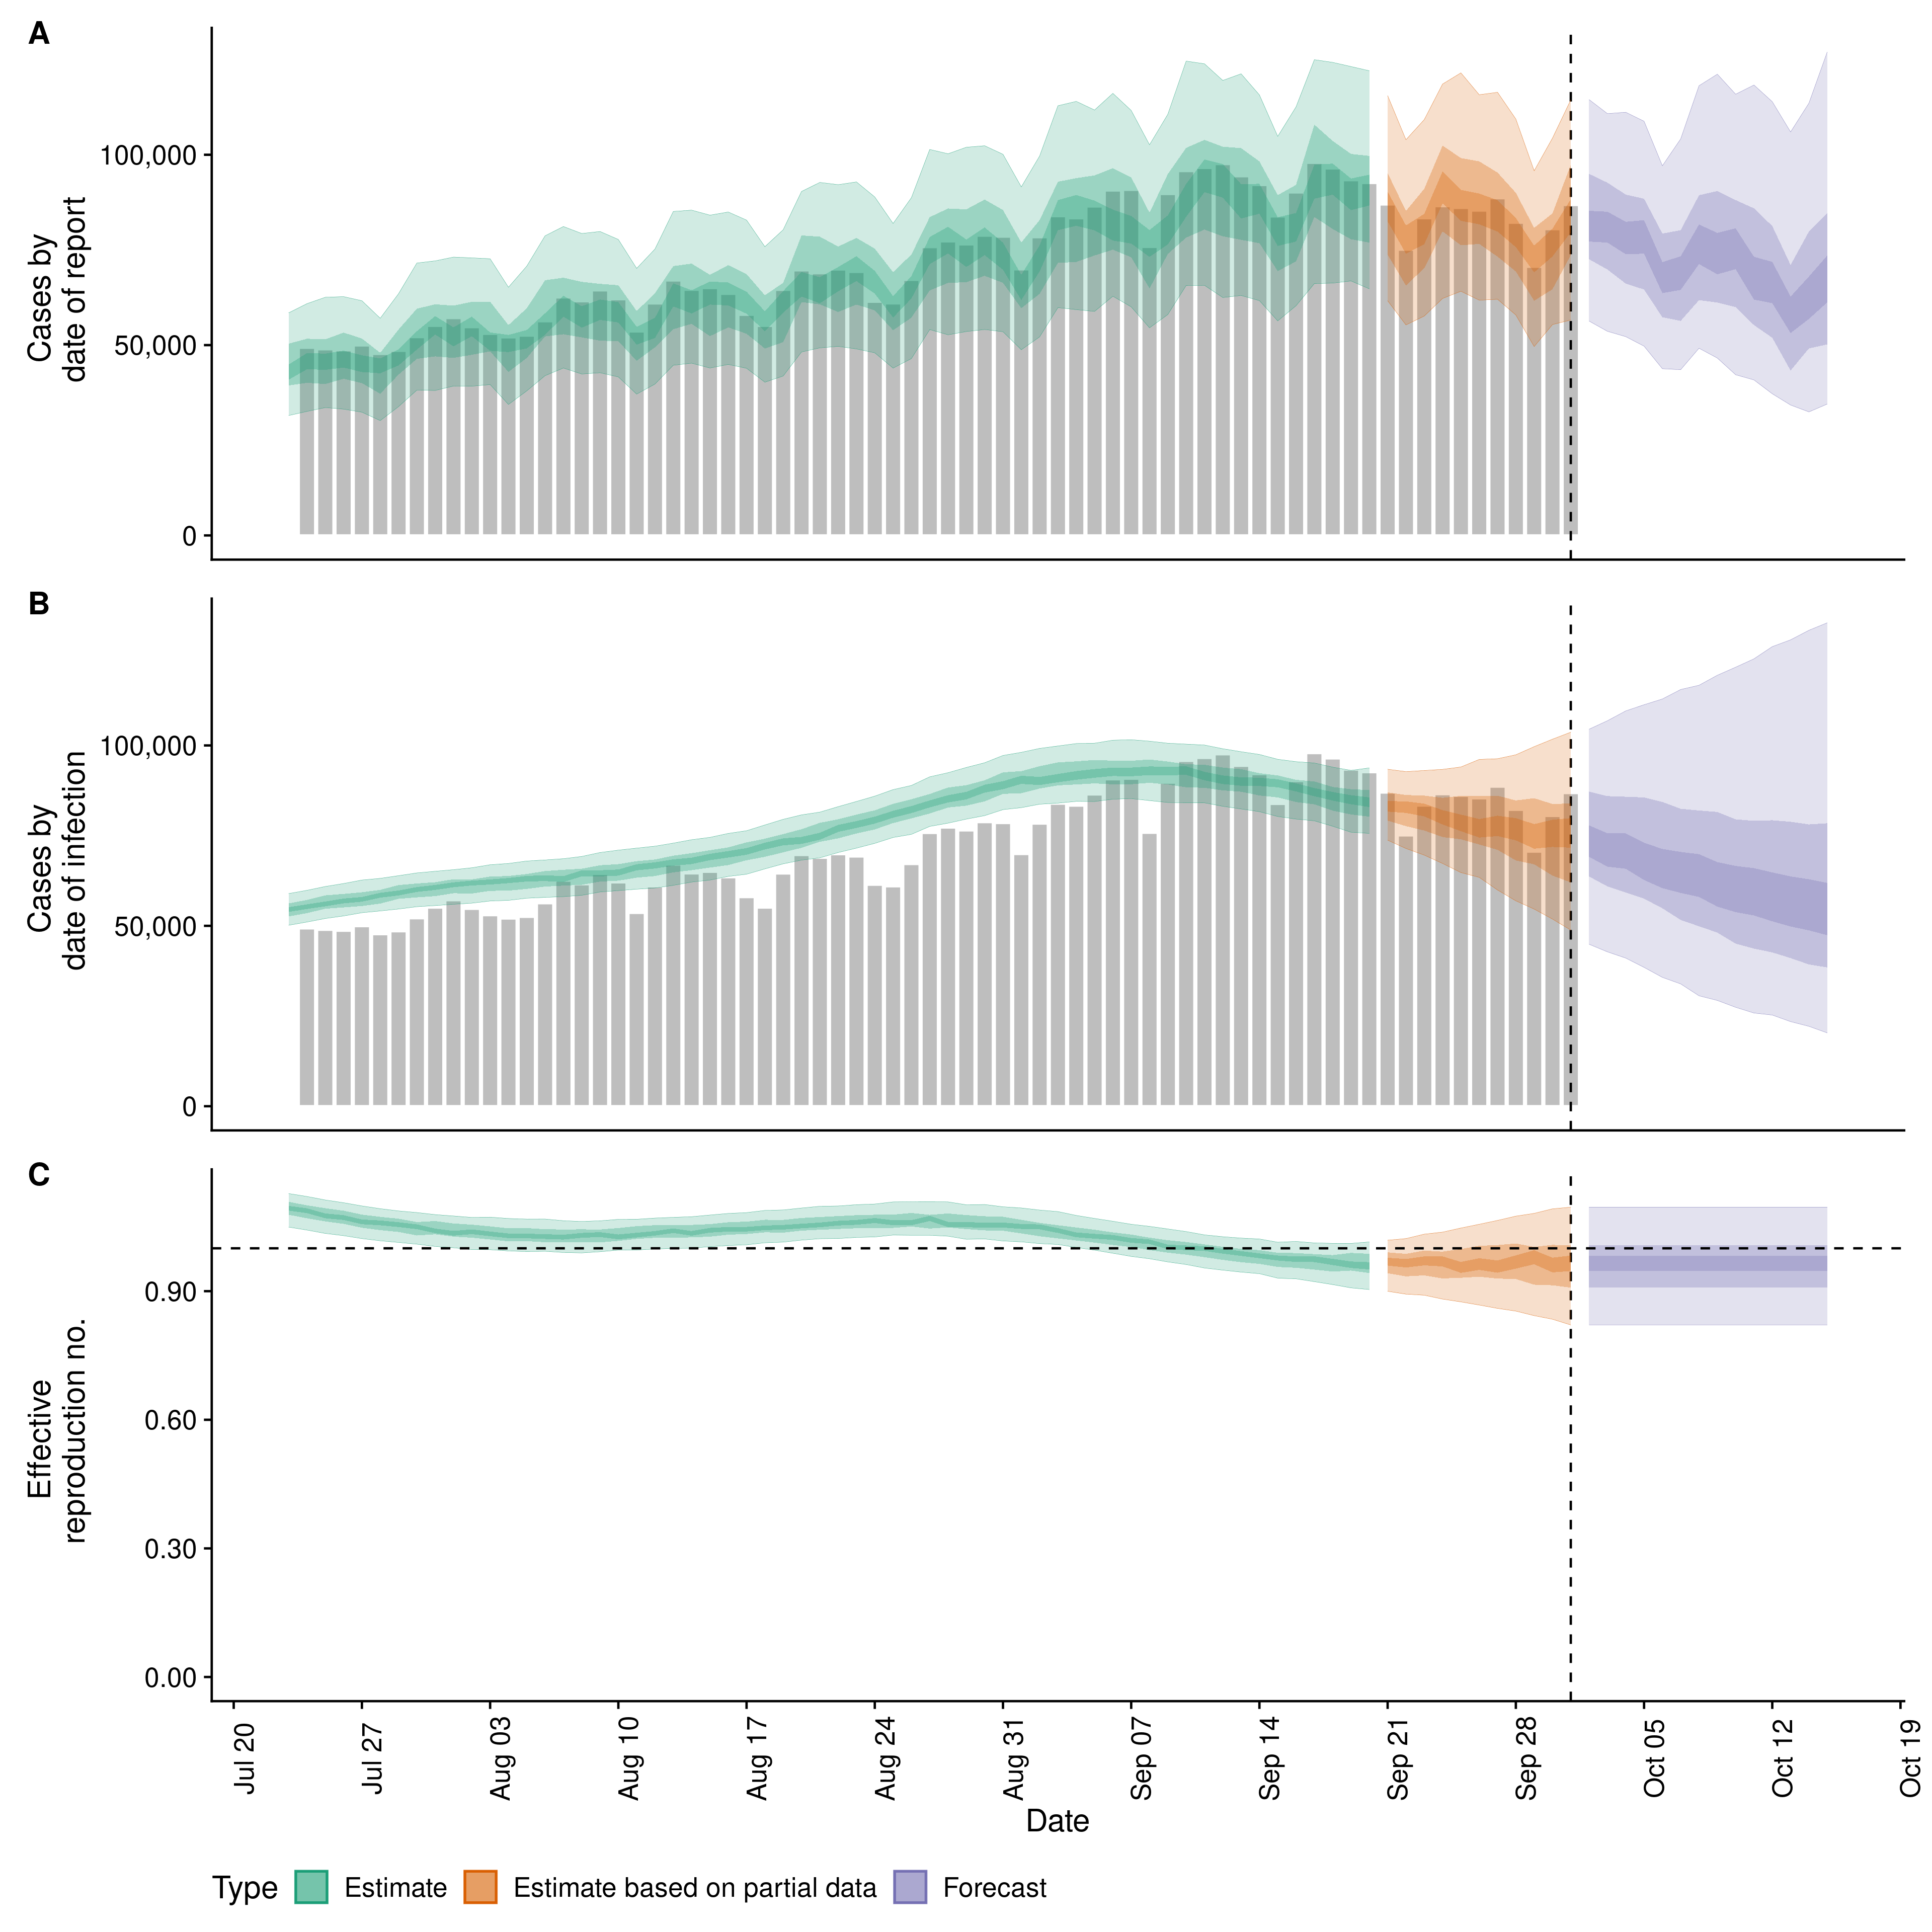 A
Cases by
date of report
100,000
50,000
0
B
Cases by
date of infection
100,000
50,000
0
C
Effective
reproduction no.
0.90
0.60
0.30
0.00
Jul 20
Jul 27
Aug 03
Aug 10
Aug 17
Aug 24
Aug 31
Sep 07
Sep 14
Sep 21
Sep 28
Oct 05
Oct 12
Oct 19
Date
Type Estimate Estimate based on partial data Forecast